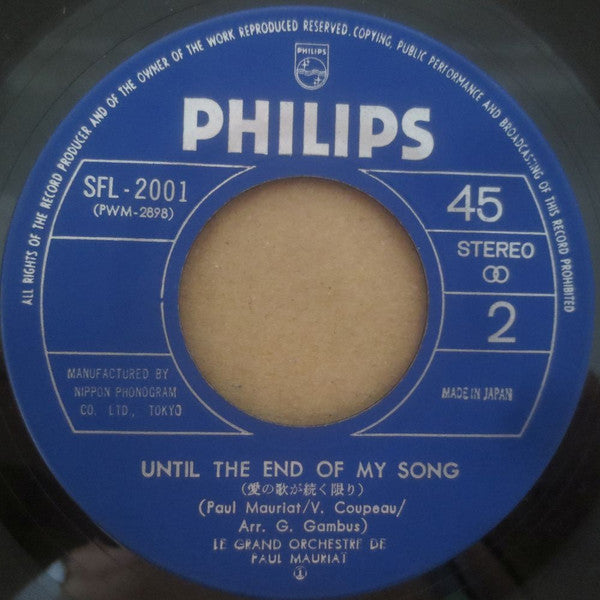 ALL RIGHTS OF THE RECORD PRODUCER AND OF THE OWNER OF THE WORK REPRODUCED RESERVED. COPYING, PUBLIC PERFORMANCE AND BROADCASTING OF THIS RECORD PROHIBITED
PHILIPS
PHILIPS
SFL-2001
(PWM-2898)
45
STEREO
2
MANUFACTURED BY
NIPPON PHONOGRAM
CO. LTD., TOKYO
MADE IN JAPAN
UNTIL THE END OF MY SONG
(愛の歌が続く限り)
(Paul Mauriat/V. Coupeau/
Arr. G. Gambus)
LE GRAND ORCHESTRE DE
PAUL MAURIAT
①